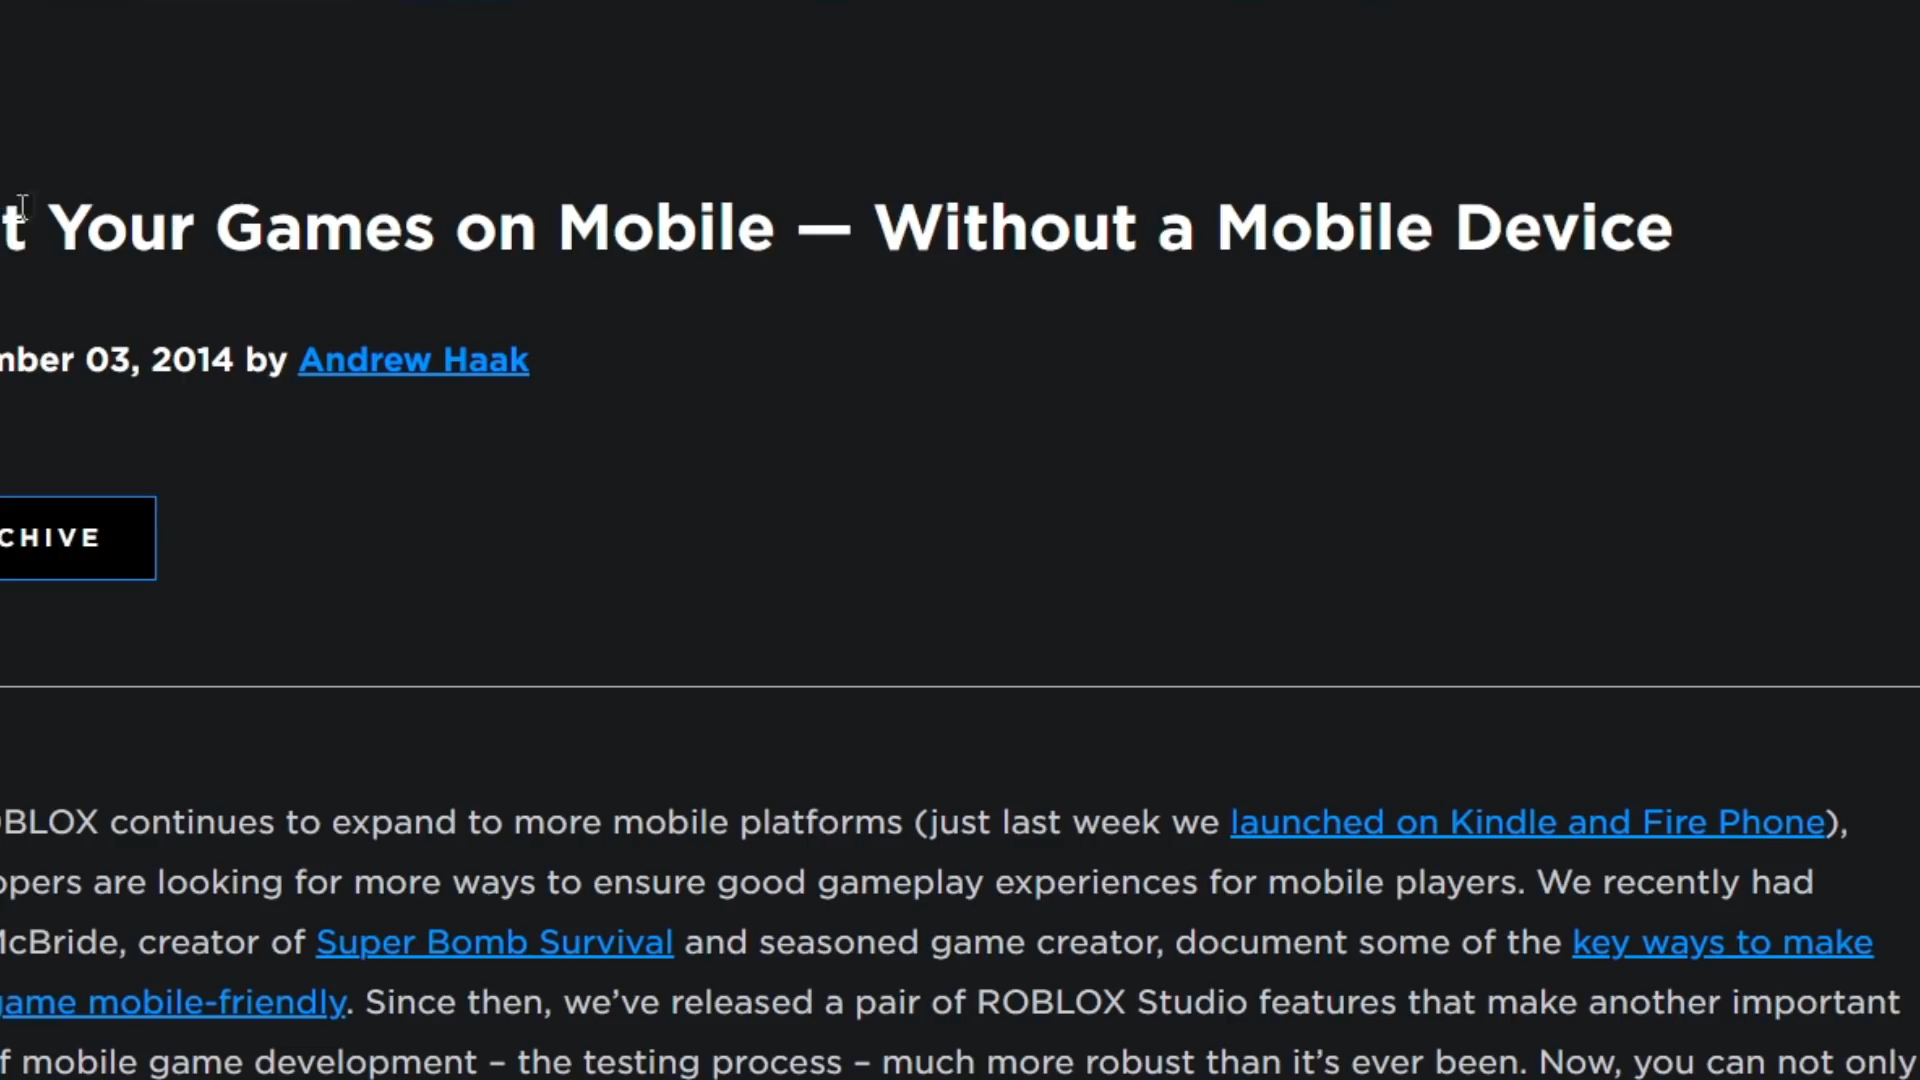 t Your Games on Mobile — Without a Mobile Device
mber 03, 2014 by Andrew Haak
CHIVE
OBLOX continues to expand to more mobile platforms (just last week we launched on Kindle and Fire Phone),
opers are looking for more ways to ensure good gameplay experiences for mobile players. We recently had
McBride, creator of Super Bomb Survival and seasoned game creator, document some of the key ways to make
game mobile-friendly. Since then, we’ve released a pair of ROBLOX Studio features that make another important
f mobile game development – the testing process – much more robust than it’s ever been. Now, you can not only